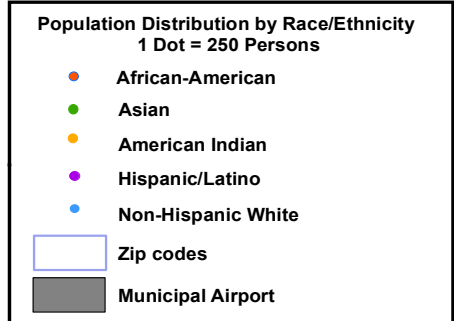 Population Distribution by Race/Ethnicity
1 Dot = 250 Persons
African-American
Asian
American Indian
Hispanic/Latino
Non-Hispanic White
Zip codes
Municipal Airport